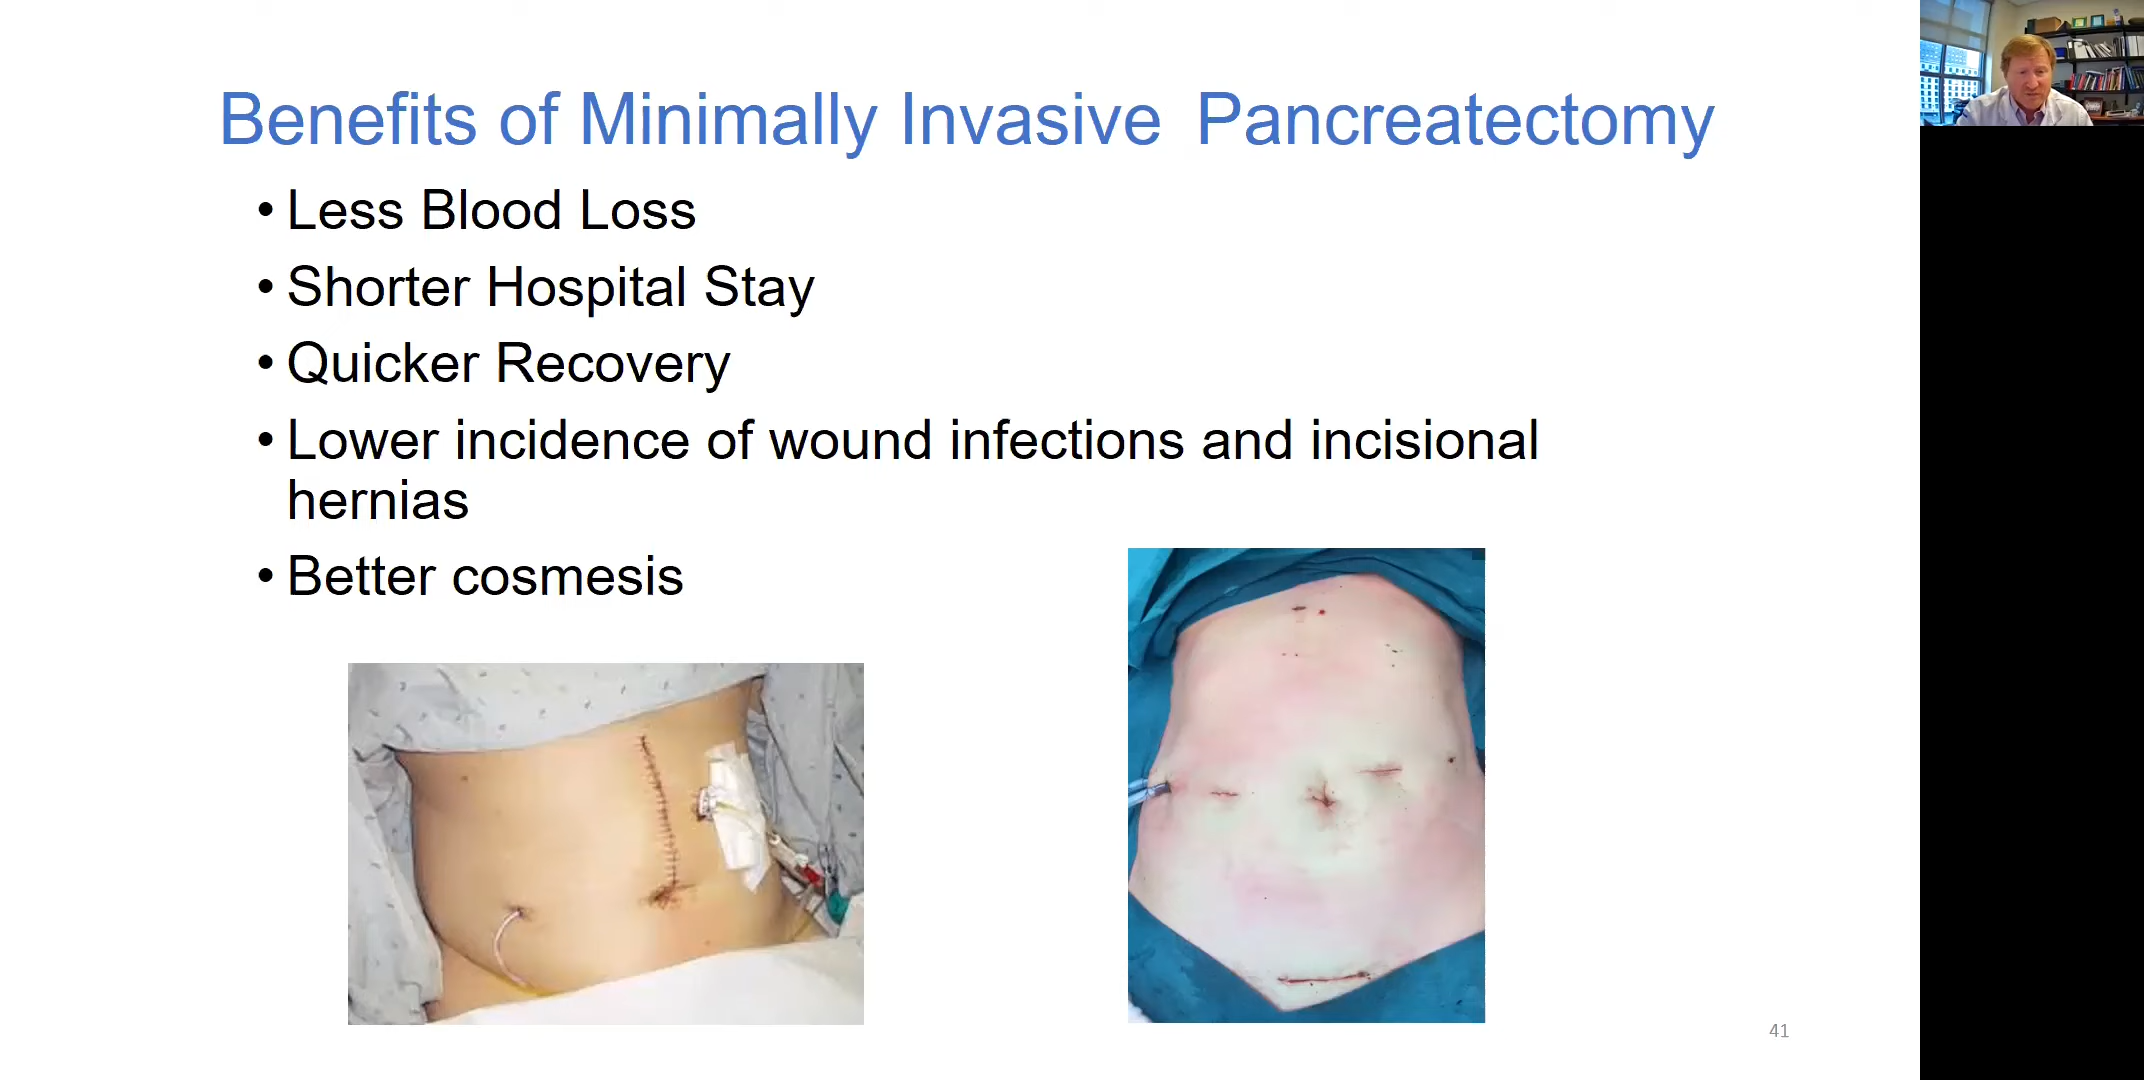 Benefits of Minimally Invasive Pancreatectomy
• Less Blood Loss
• Shorter Hospital Stay
• Quicker Recovery
• Lower incidence of wound infections and incisional
hernias
• Better cosmesis
41